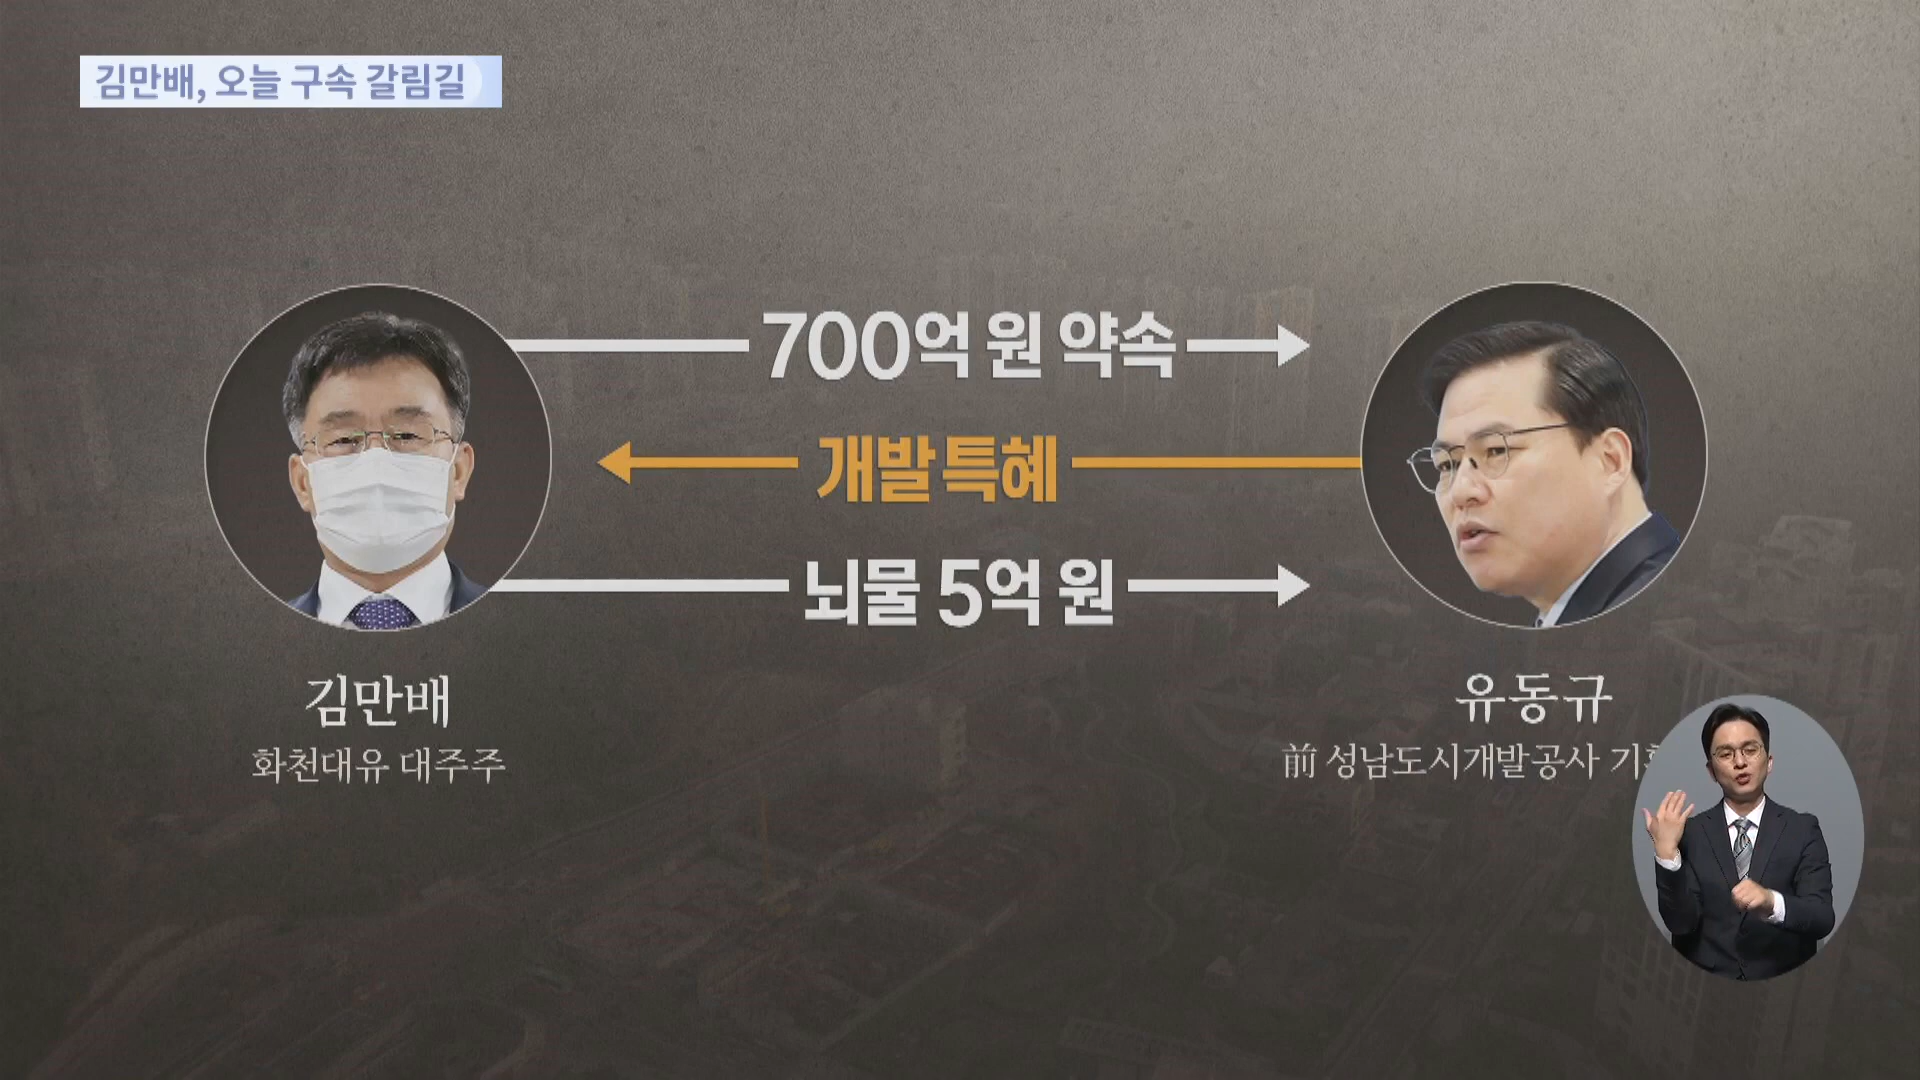 김만배, 오늘 구속 갈림길
700억 원 약속
개발 특혜
뇌물 5억 원
김만배
화천대유 대주주
유동규
前 성남도시개발공사